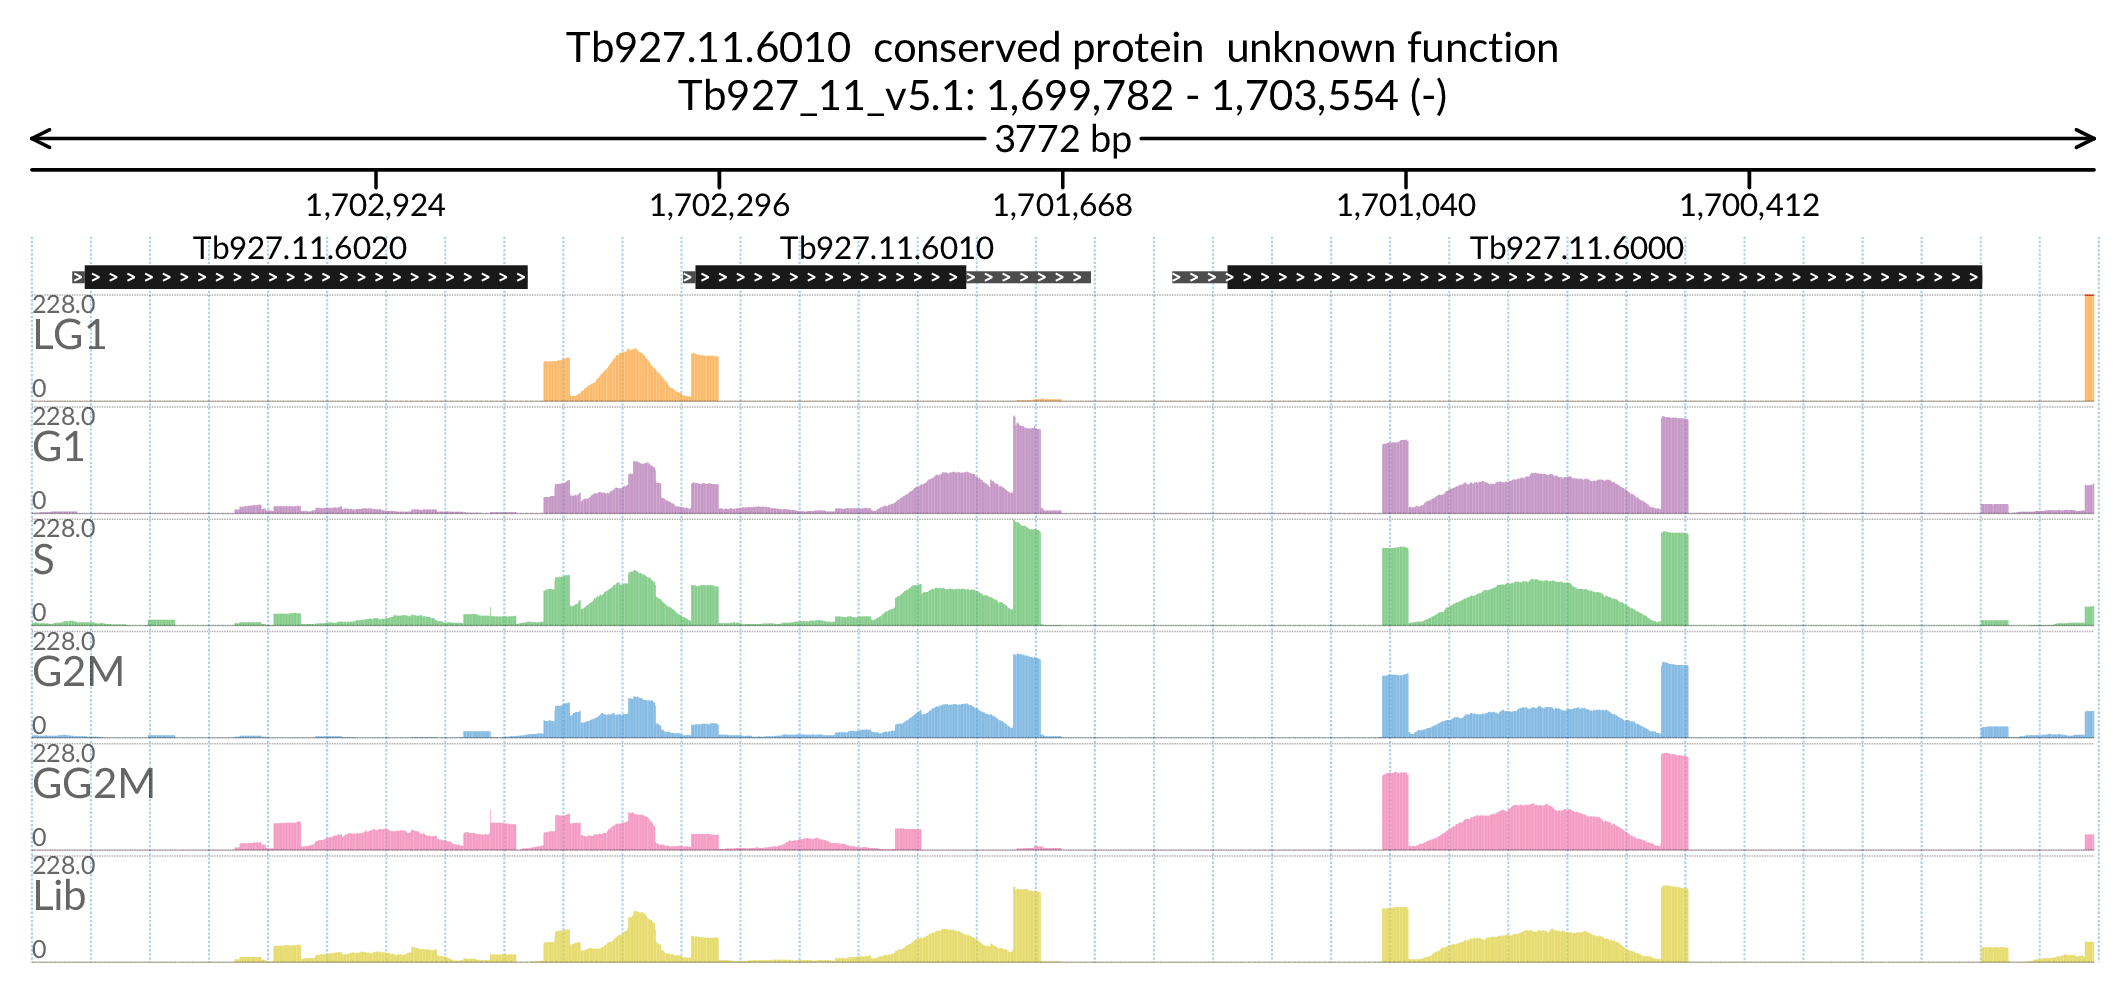 Tb927.11.6010  conserved protein  unknown function
Tb927_11_v5.1: 1,699,782 - 1,703,554 (-)
3772 bp
1,702,924 1,702,296 1,701,668 1,701,040 1,700,412
Tb927.11.6020 Tb927.11.6010 Tb927.11.6000
228.0
LG1
0
228.0
G1
0
228.0
S
0
228.0
G2M
0
228.0
GG2M
0
228.0
Lib
0